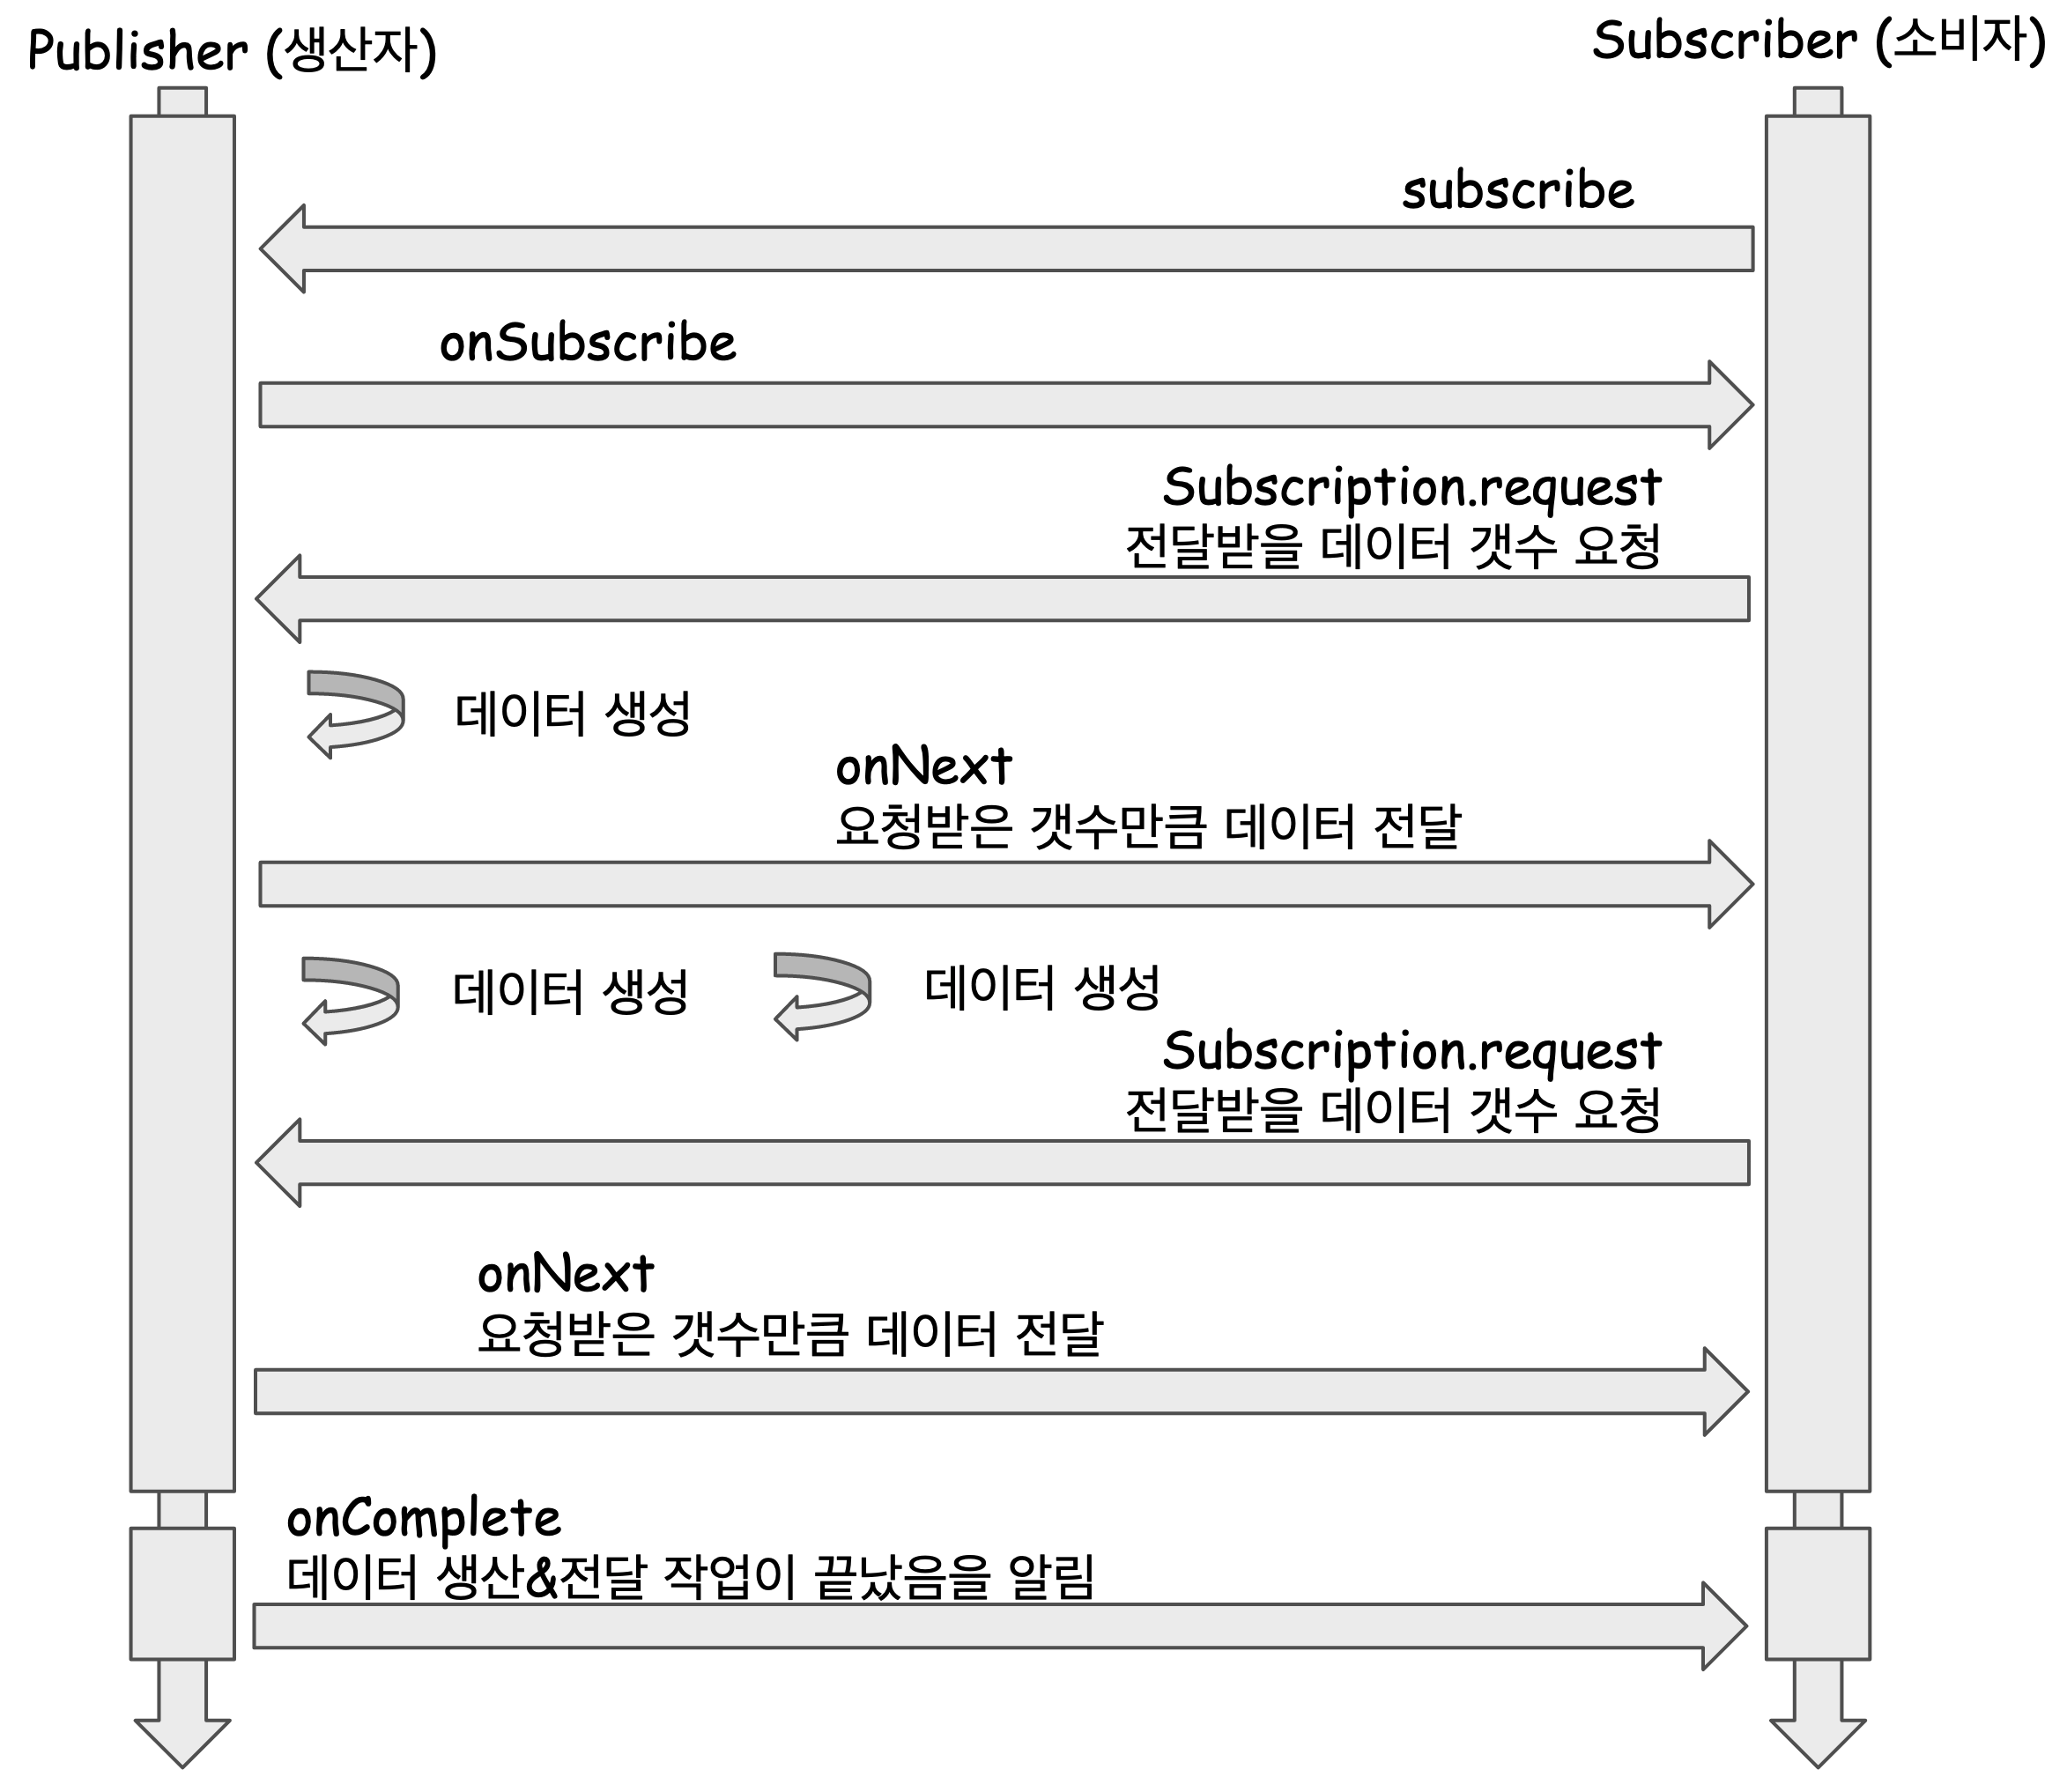 Publisher (생산자)
Subscriber (소비자)
subscribe
onSubscribe
Subscription.request
전달받을 데이터 갯수 요청
데이터 생성
onNext
요청받은 갯수만큼 데이터 전달
데이터 생성
데이터 생성
Subscription.request
전달받을 데이터 갯수 요청
onNext
요청받은 갯수만큼 데이터 전달
onComplete
데이터 생산&전달 작업이 끝났음을 알림